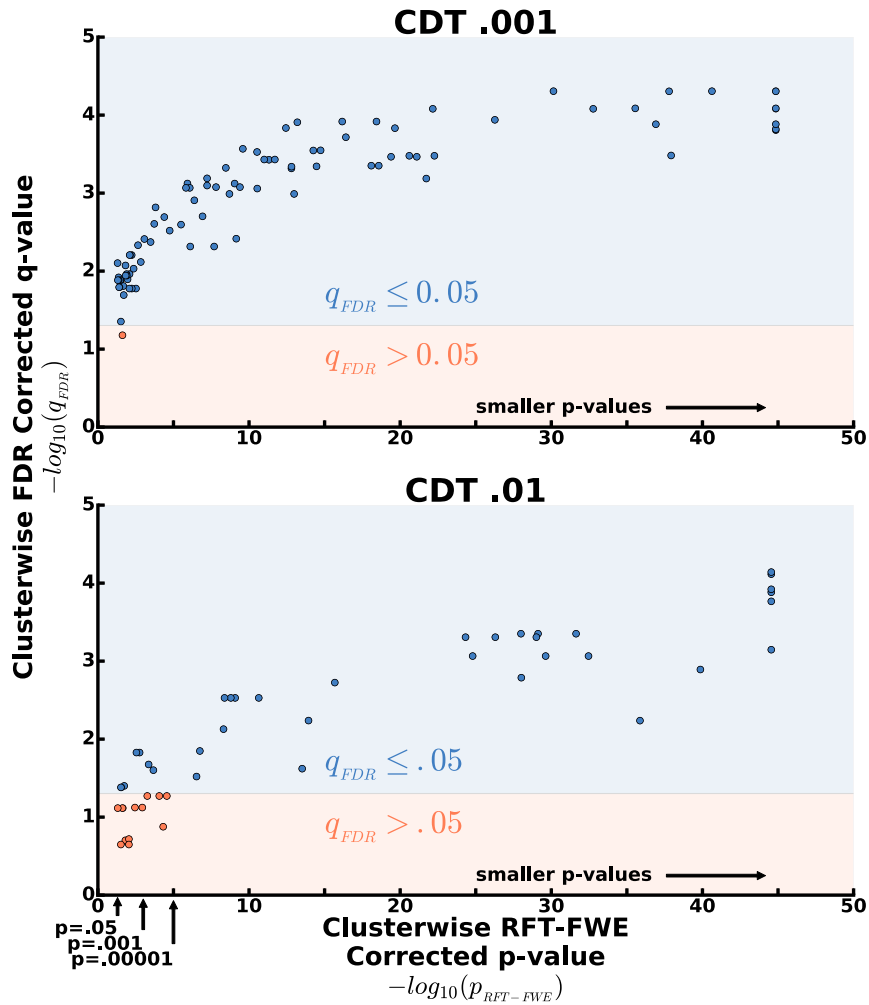 CDT .001
5
4
3
2
1
0
q_FDR ≤ 0.05
q_FDR > 0.05
smaller p-values
0 10 20 30 40 50
Clusterwise FDR Corrected q-value
−log10(q_FDR)
CDT .01
5
4
3
2
1
0
q_FDR ≤ .05
q_FDR > .05
smaller p-values
0 10 20 30 40 50
p=.05
p=.001
p=.00001
Clusterwise RFT-FWE
Corrected p-value
−log10(p_RFT−FWE)